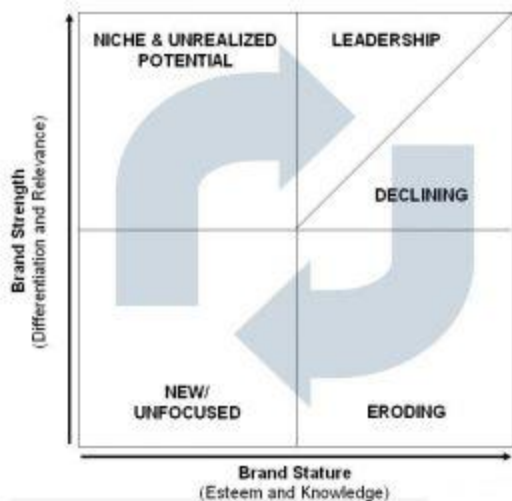 NICHE & UNREALIZED
POTENTIAL
LEADERSHIP
DECLINING
NEW/
UNFOCUSED
ERODING
Brand Strength
(Differentiation and Relevance)
Brand Stature
(Esteem and Knowledge)